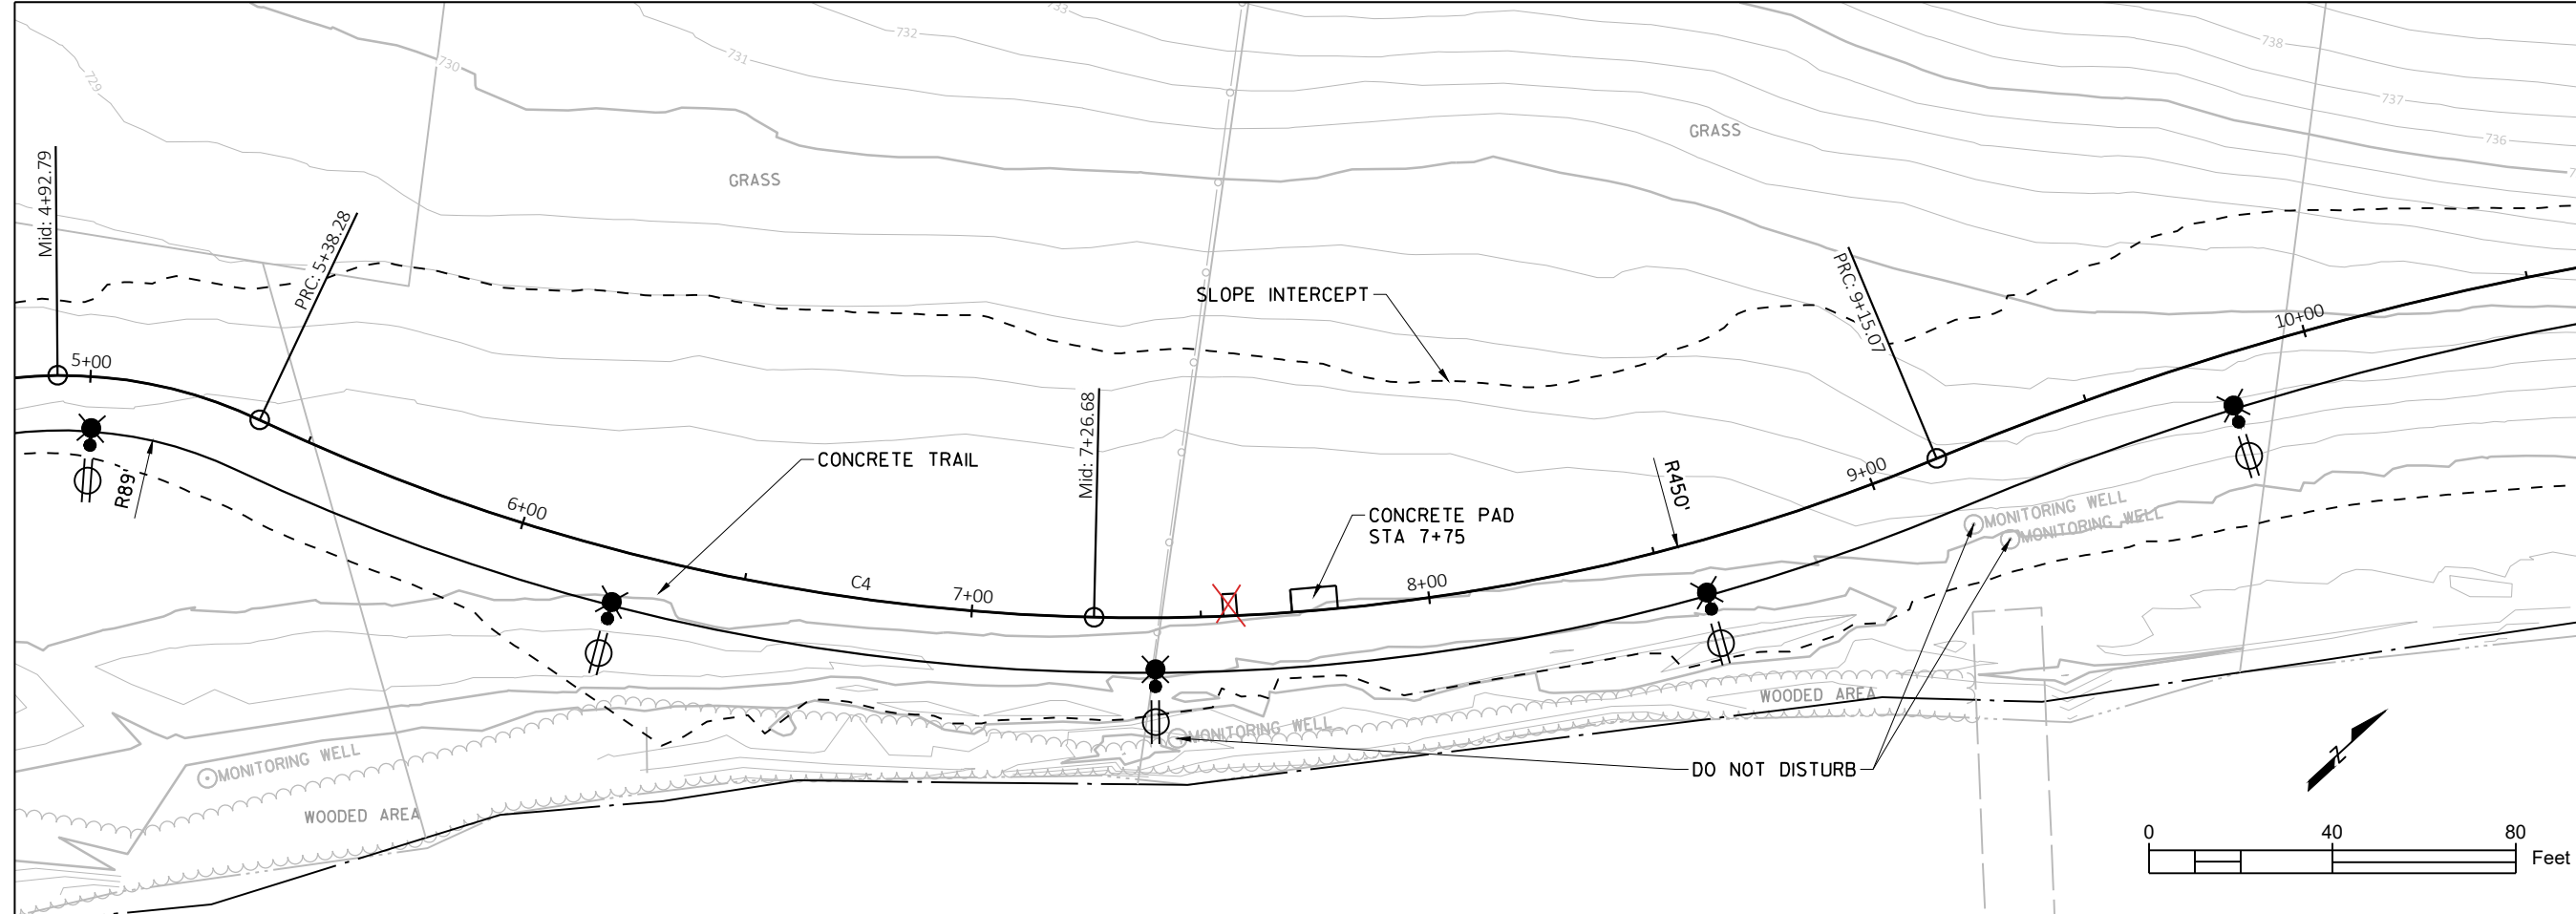 733
732
731
730
729
738
737
736
GRASS
GRASS
Mid: 4+92.79
PRC: 5+38.28
SLOPE INTERCEPT
PRC: 9+15.07
10+00
5+00
Mid: 7+26.68
CONCRETE TRAIL
R89'
R450'
9+00
6+00
CONCRETE PAD
STA 7+75
MONITORING WELL
MONITORING WELL
C4
7+00
8+00
WOODED AREA
MONITORING WELL
MONITORING WELL
DO NOT DISTURB
WOODED AREA
N
0 40 80
Feet